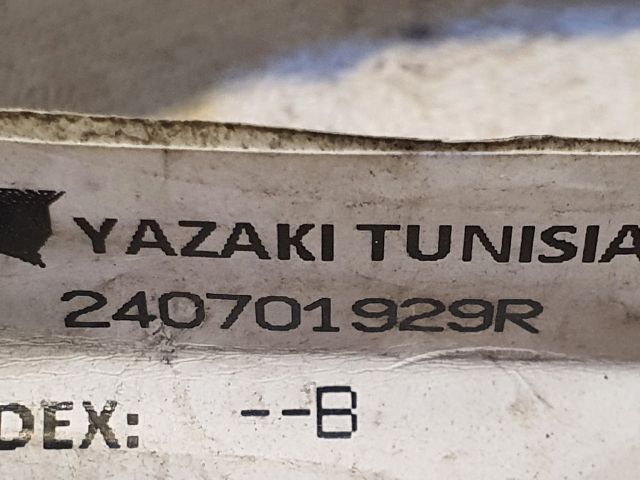 YAZAKI TUNISIA
240701929R
DEX: --B